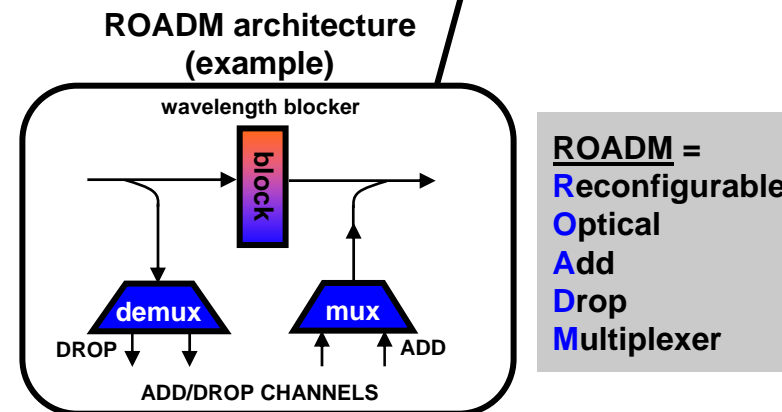 ROADM architecture
(example)
wavelength blocker
block
demux
mux
DROP
ADD
ADD/DROP CHANNELS
ROADM =
Reconfigurable
Optical
Add
Drop
Multiplexer